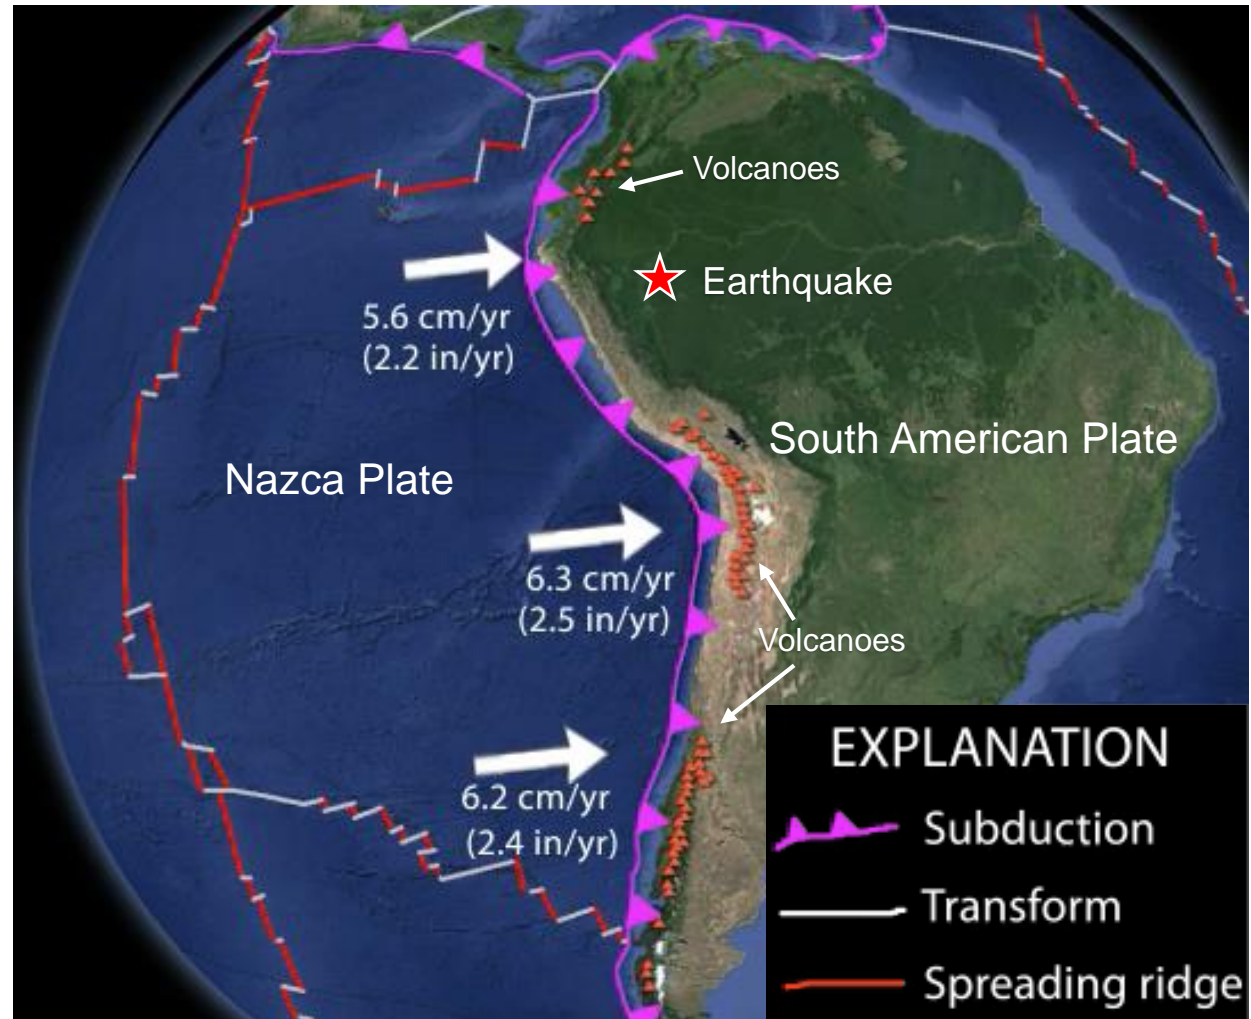 Volcanoes
Earthquake
5.6 cm/yr
(2.2 in/yr)
South American Plate
Nazca Plate
6.3 cm/yr
(2.5 in/yr)
Volcanoes
6.2 cm/yr
(2.4 in/yr)
EXPLANATION
Subduction
Transform
Spreading ridge